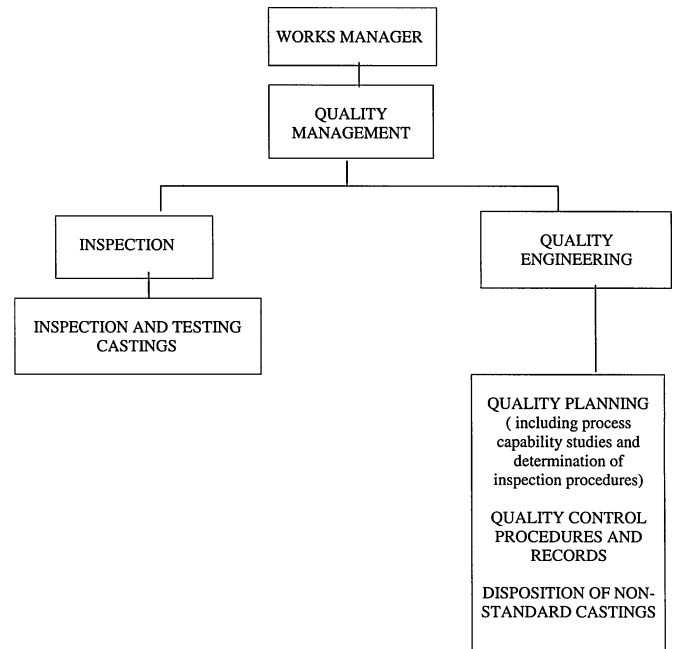 WORKS MANAGER
QUALITY
MANAGEMENT
INSPECTION
QUALITY
ENGINEERING
INSPECTION AND TESTING
CASTINGS
QUALITY PLANNING
( including process
capability studies and
determination of
inspection procedures)
QUALITY CONTROL
PROCEDURES AND
RECORDS
DISPOSITION OF NON-
STANDARD CASTINGS